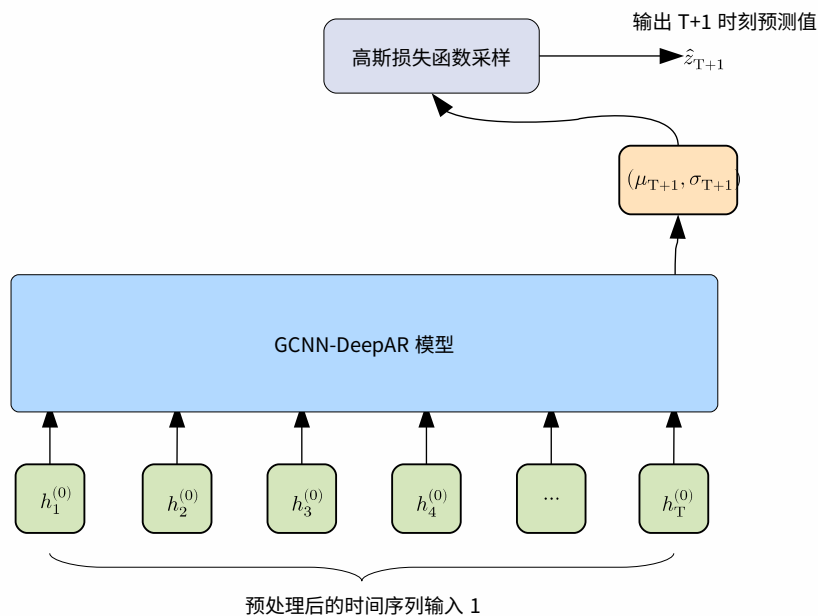 输出 T+1 时刻预测值
高斯损失函数采样
ẑ_{T+1}
(μ_{T+1}, σ_{T+1})
GCNN-DeepAR 模型
h_1^{(0)} h_2^{(0)} h_3^{(0)} h_4^{(0)} ... h_T^{(0)}
预处理后的时间序列输入 1